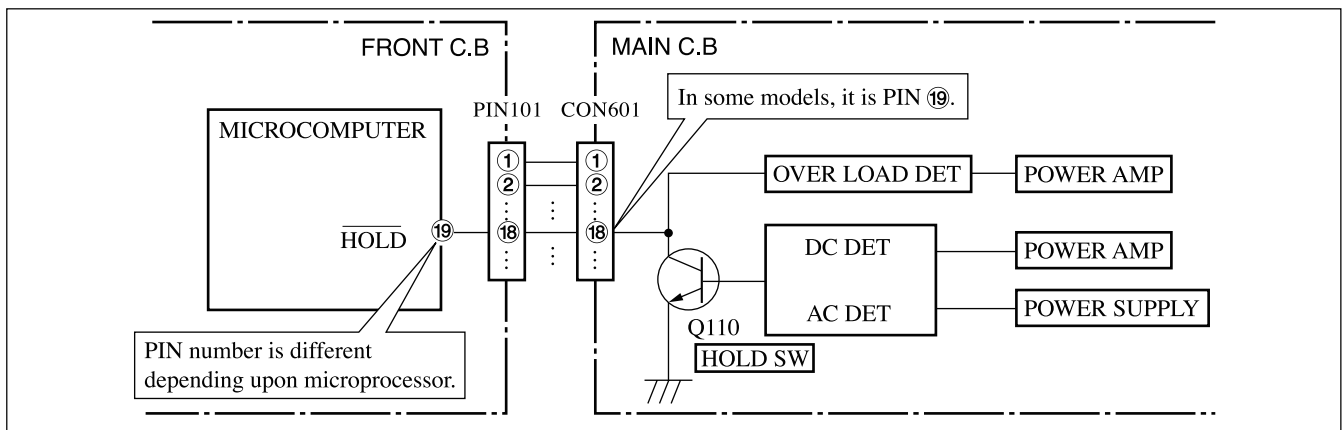 FRONT C.B
MAIN C.B
In some models, it is PIN ⑲.
PIN101
CON601
MICROCOMPUTER
① ①
② ②
OVER LOAD DET
POWER AMP
HOLD
⑲
⑱ ⑱
DC DET
POWER AMP
AC DET
POWER SUPPLY
Q110
HOLD SW
PIN number is different
depending upon microprocessor.